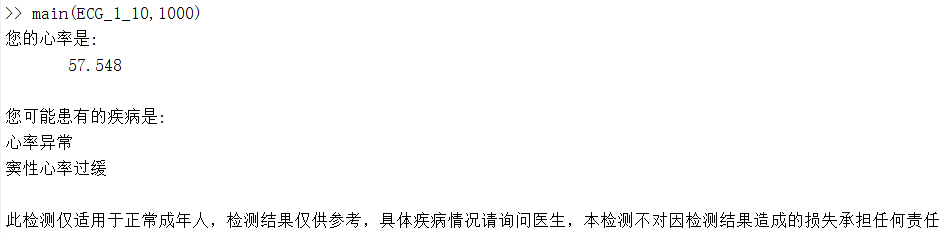 >> main(ECG_1_10,1000)
您的心率是:
57.548
您可能患有的疾病是:
心率异常
窦性心率过缓
此检测仅适用于正常成年人，检测结果仅供参考，具体疾病情况请询问医生，本检测不对因检测结果造成的损失承担任何责任